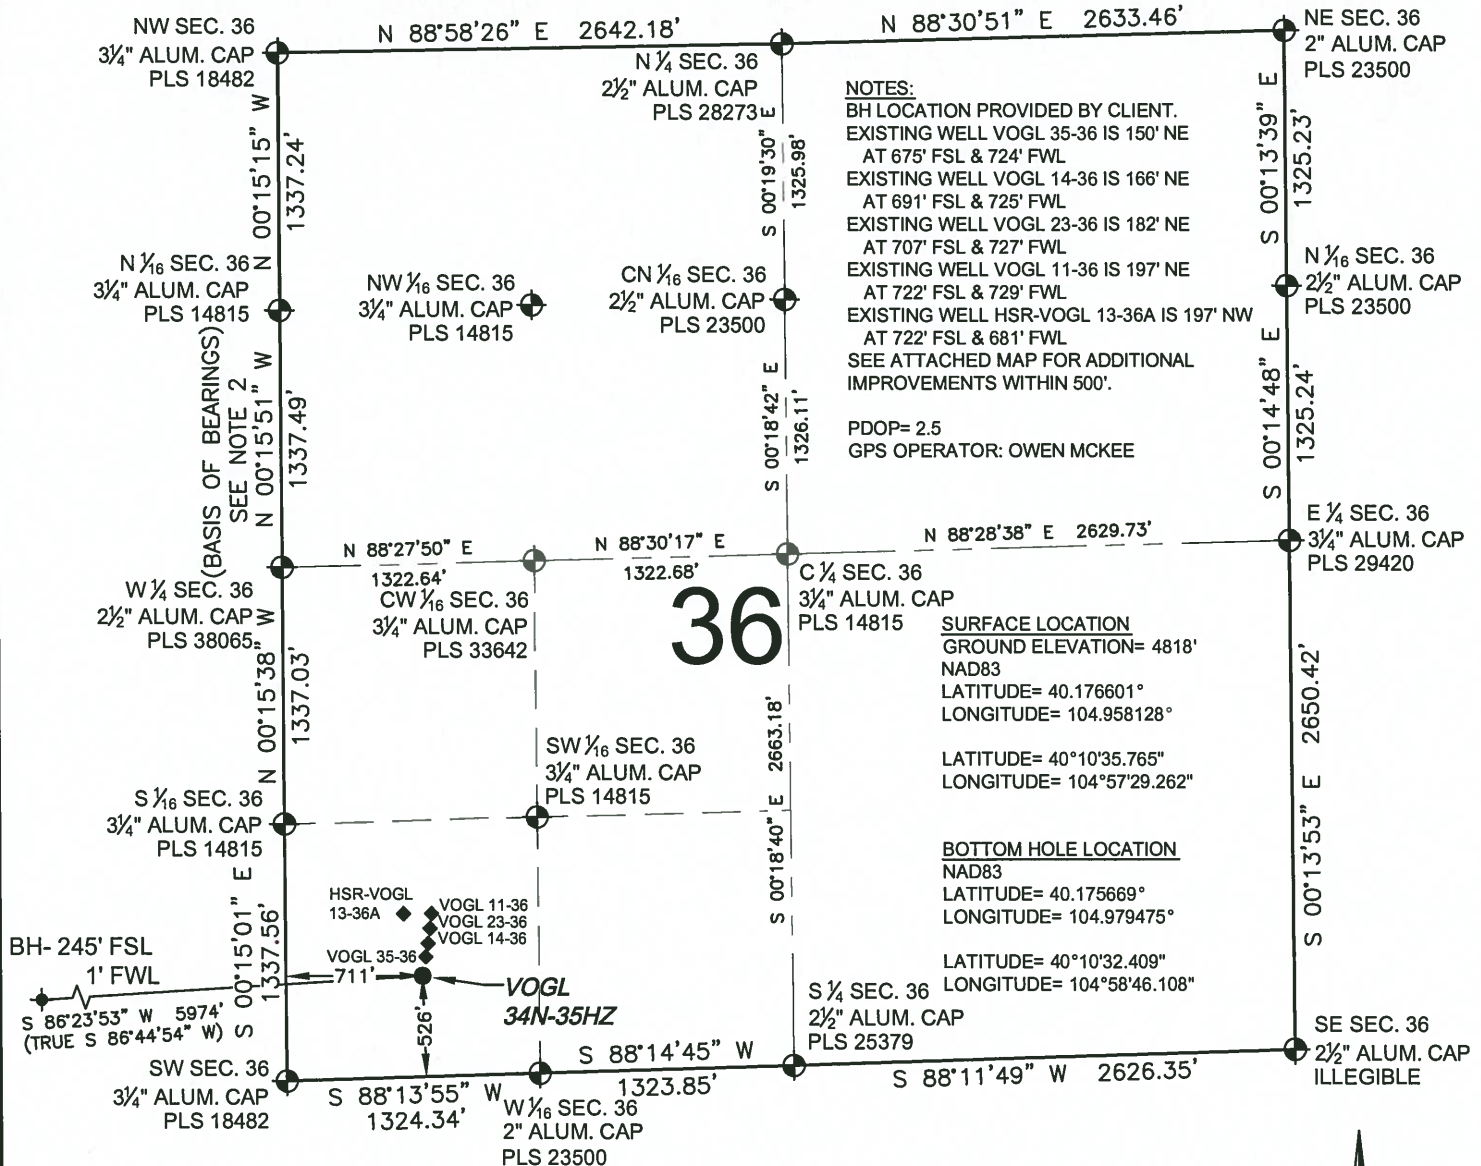 NW SEC. 36
3¼" ALUM. CAP
PLS 18482
N 88°58'26" E 2642.18'
N ¼ SEC. 36
2½" ALUM. CAP
PLS 28273
N 88°30'51" E 2633.46'
NE SEC. 36
2" ALUM. CAP
PLS 23500
N 00°15'15" W
1337.24'
S 00°19'30" E
1325.98'
S 00°13'39" E
1325.23'
NOTES:
BH LOCATION PROVIDED BY CLIENT.
EXISTING WELL VOGL 35-36 IS 150' NE
AT 675' FSL & 724' FWL
EXISTING WELL VOGL 14-36 IS 166' NE
AT 691' FSL & 725' FWL
EXISTING WELL VOGL 23-36 IS 182' NE
AT 707' FSL & 727' FWL
EXISTING WELL VOGL 11-36 IS 197' NE
AT 722' FSL & 729' FWL
EXISTING WELL HSR-VOGL 13-36A IS 197' NW
AT 722' FSL & 681' FWL
SEE ATTACHED MAP FOR ADDITIONAL
IMPROVEMENTS WITHIN 500'.
PDOP= 2.5
GPS OPERATOR: OWEN MCKEE
N 1⁄16 SEC. 36
3¼" ALUM. CAP
PLS 14815
NW 1⁄16 SEC. 36
3¼" ALUM. CAP
PLS 14815
CN 1⁄16 SEC. 36
2½" ALUM. CAP
PLS 23500
N 1⁄16 SEC. 36
2½" ALUM. CAP
PLS 23500
(BASIS OF BEARINGS)
SEE NOTE 2
N 00°15'51" W
1337.49'
S 00°18'42" E
1326.11'
S 00°14'48" E
1325.24'
W ¼ SEC. 36
2½" ALUM. CAP
PLS 38065
N 88°27'50" E
1322.64'
CW 1⁄16 SEC. 36
3¼" ALUM. CAP
PLS 33642
N 88°30'17" E
1322.68'
36
C ¼ SEC. 36
3¼" ALUM. CAP
PLS 14815
N 88°28'38" E 2629.73'
E ¼ SEC. 36
3¼" ALUM. CAP
PLS 29420
SURFACE LOCATION
GROUND ELEVATION= 4818'
NAD83
LATITUDE= 40.176601°
LONGITUDE= 104.958128°
LATITUDE= 40°10'35.765"
LONGITUDE= 104°57'29.262"
N 00°15'38" W
1337.03'
S 00°18'40" E 2663.18'
S 00°13'53" E 2650.42'
SW 1⁄16 SEC. 36
3¼" ALUM. CAP
PLS 14815
S 1⁄16 SEC. 36
3¼" ALUM. CAP
PLS 14815
BOTTOM HOLE LOCATION
NAD83
LATITUDE= 40.175669°
LONGITUDE= 104.979475°
LATITUDE= 40°10'32.409"
LONGITUDE= 104°58'46.108"
HSR-VOGL
13-36A
VOGL 11-36
VOGL 23-36
VOGL 14-36
VOGL 35-36
BH- 245' FSL
1' FWL
S 86°23'53" W 5974'
(TRUE S 86°44'54" W)
S 00°15'01" E
1337.56'
711'
526'
VOGL
34N-35HZ
SW SEC. 36
3¼" ALUM. CAP
PLS 18482
S 88°13'55" W
1324.34'
W 1⁄16 SEC. 36
2" ALUM. CAP
PLS 23500
S 88°14'45" W
1323.85'
S ¼ SEC. 36
2½" ALUM. CAP
PLS 25379
S 88°11'49" W 2626.35'
SE SEC. 36
2½" ALUM. CAP
ILLEGIBLE